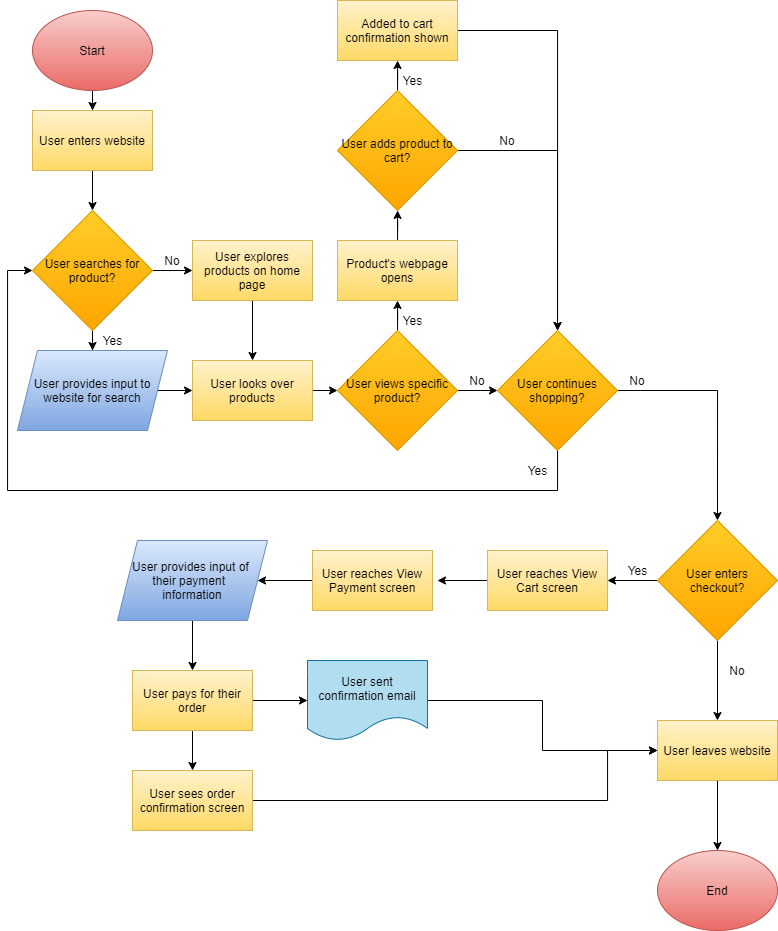 Start
User enters website
User searches for
product?
No
Yes
User explores
products on home
page
User provides input to
website for search
User looks over
products
User views specific
product?
Yes
No
Product's webpage
opens
User adds product to
cart?
Yes
No
Added to cart
confirmation shown
User continues
shopping?
No
Yes
User enters
checkout?
Yes
No
User reaches View
Cart screen
User reaches View
Payment screen
User provides input of
their payment
information
User pays for their
order
User sent
confirmation email
User sees order
confirmation screen
User leaves website
End